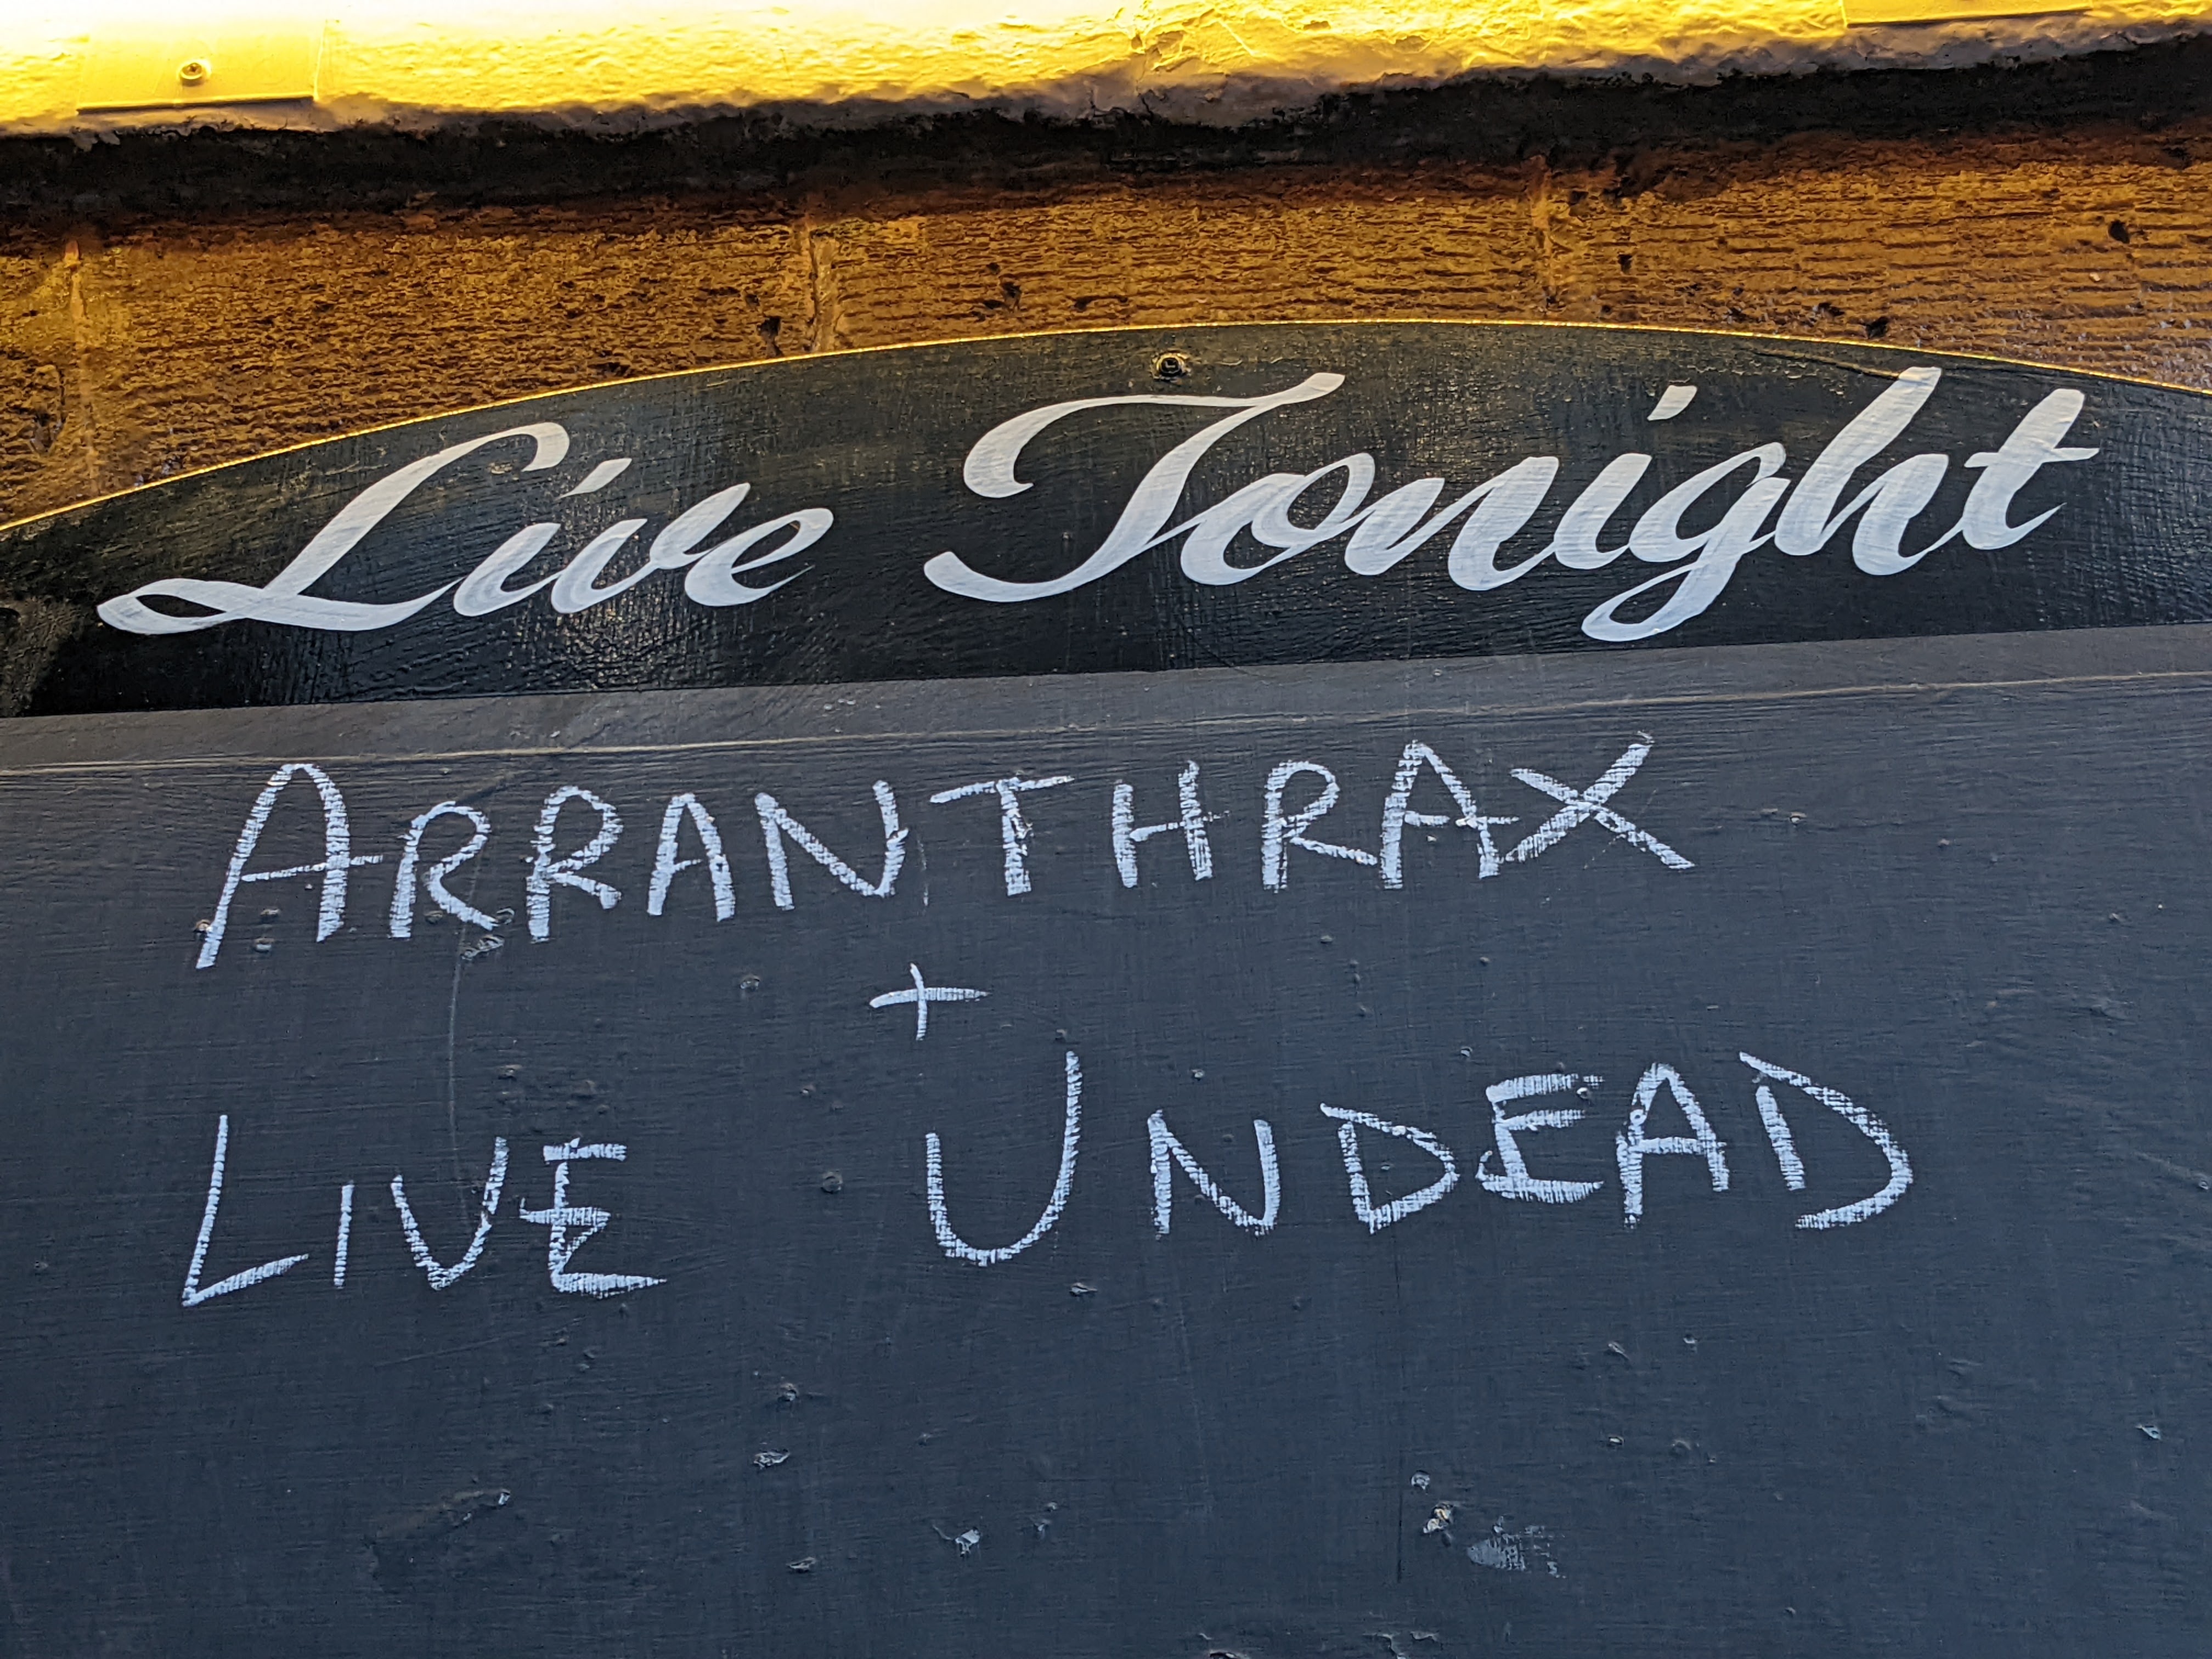 Live Tonight
ARRANTHRAX
+
LIVE UNDEAD